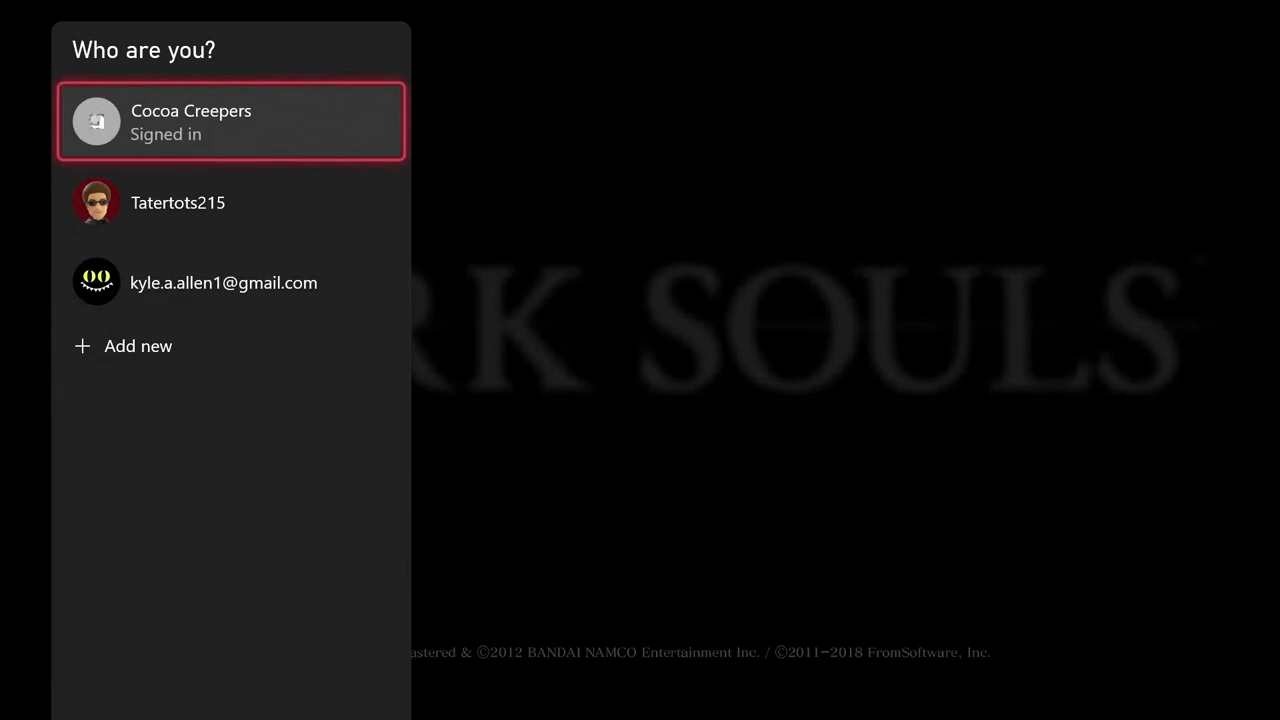 Who are you?
Cocoa Creepers
Signed in
Tatertots215
kyle.a.allen1@gmail.com
Add new
RK SOULS
astered & ©2012 BANDAI NAMCO Entertainment Inc. / ©2011-2018 FromSoftware, Inc.